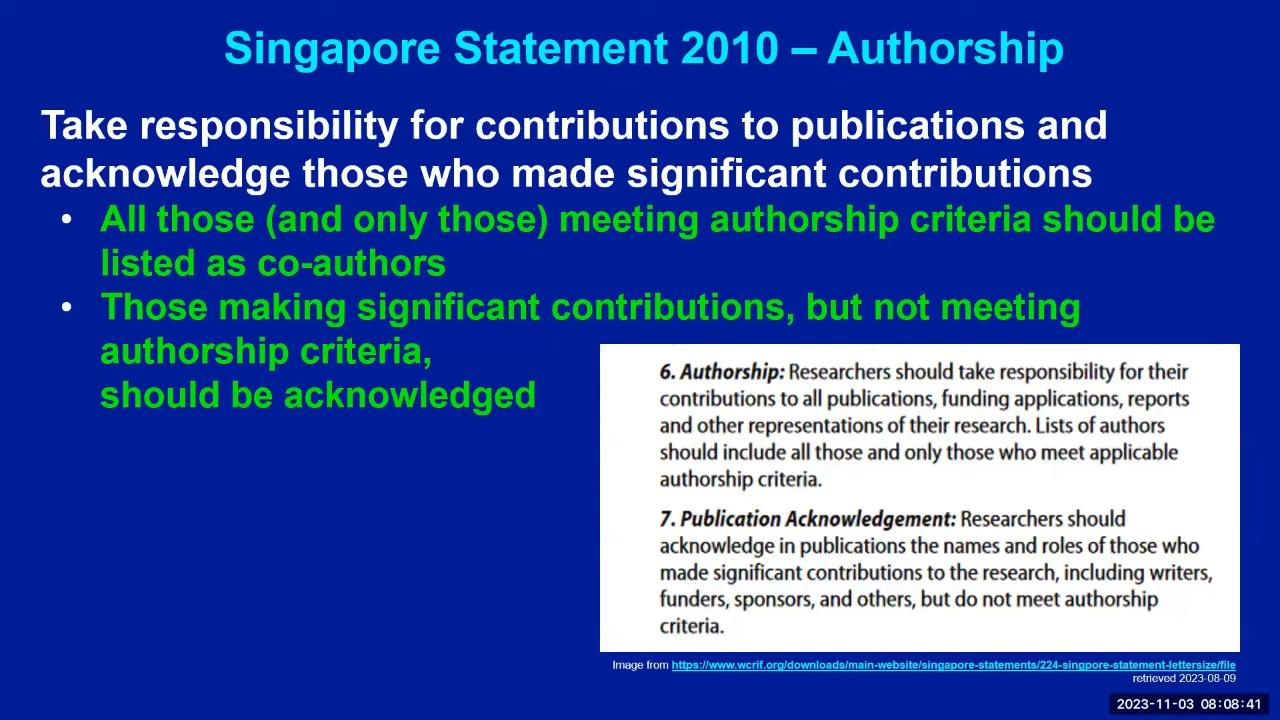 Singapore Statement 2010 – Authorship
Take responsibility for contributions to publications and
acknowledge those who made significant contributions
• All those (and only those) meeting authorship criteria should be
listed as co-authors
• Those making significant contributions, but not meeting
authorship criteria,
should be acknowledged
6. Authorship: Researchers should take responsibility for their
contributions to all publications, funding applications, reports
and other representations of their research. Lists of authors
should include all those and only those who meet applicable
authorship criteria.
7. Publication Acknowledgement: Researchers should
acknowledge in publications the names and roles of those who
made significant contributions to the research, including writers,
funders, sponsors, and others, but do not meet authorship
criteria.
Image from https://www.wcrif.org/downloads/main-website/singapore-statements/224-singpore-statement-lettersize/file
retrieved 2023-08-09
2023-11-03 08:08:41